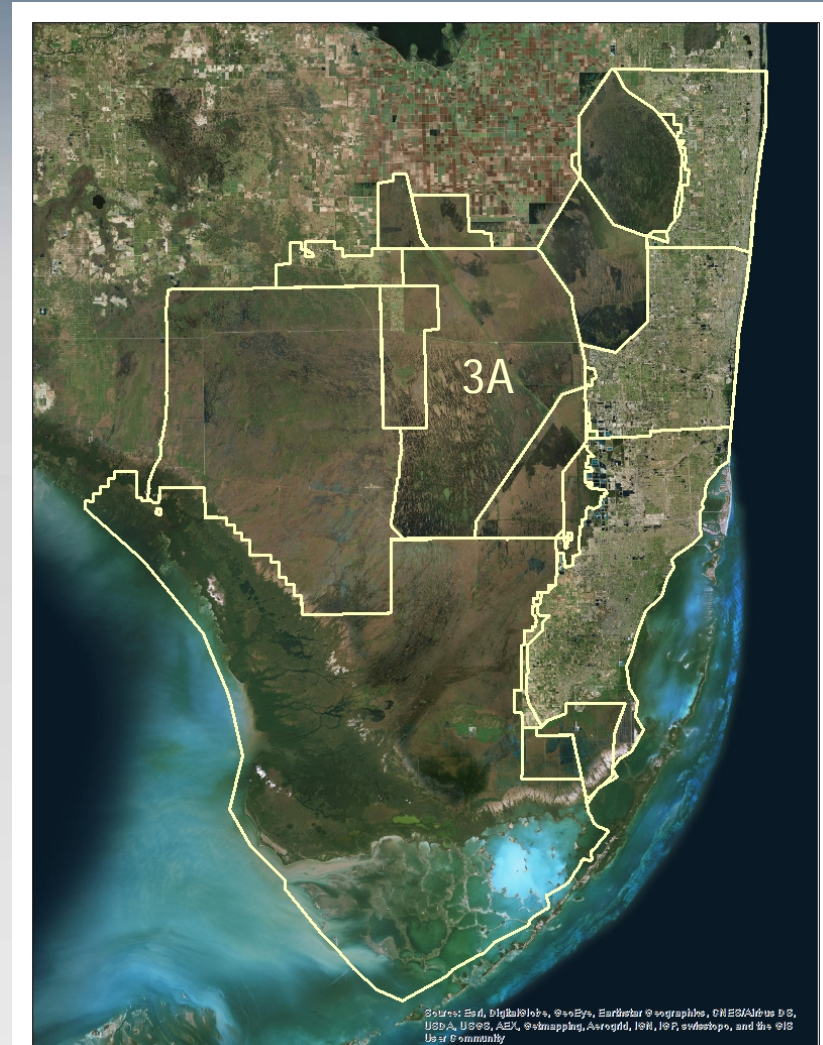 3A
Source: Esri, DigitalGlobe, GeoEye, Earthstar Geographics, CNES/Airbus DS,
USDA, USGS, AEX, Getmapping, Aerogrid, IGN, IGP, swisstopo, and the GIS
User Community